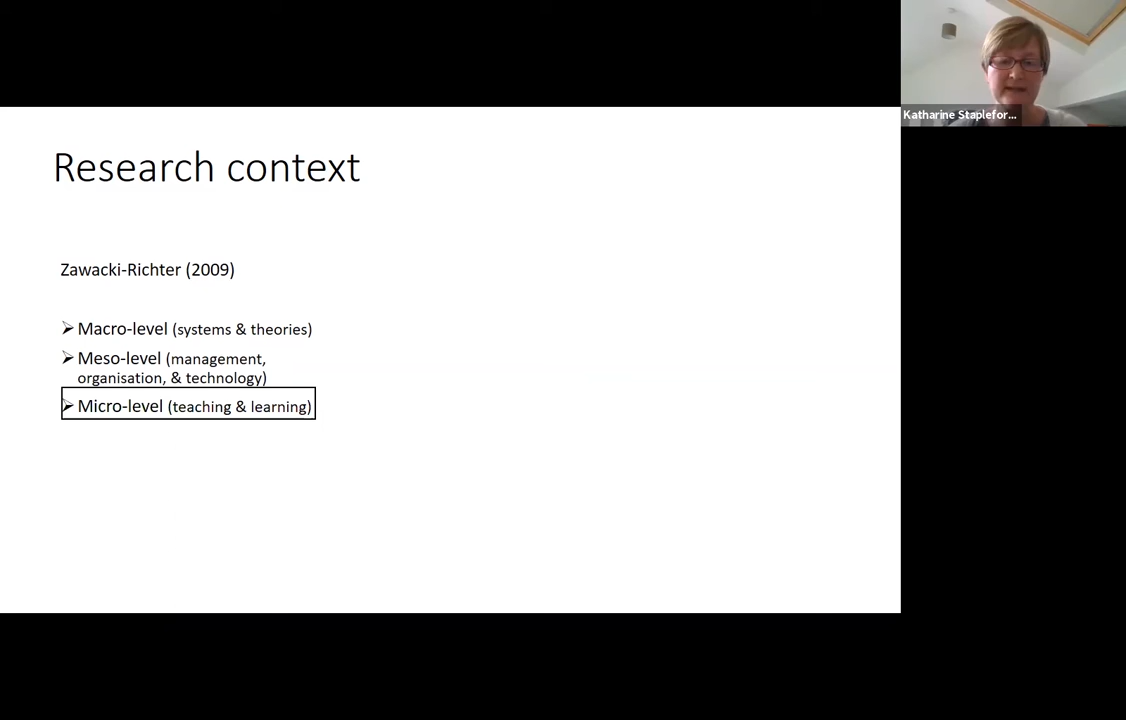 Katharine Staplefor...
Research context
Zawacki-Richter (2009)
➢ Macro-level (systems & theories)
➢ Meso-level (management,
organisation, & technology)
➢ Micro-level (teaching & learning)